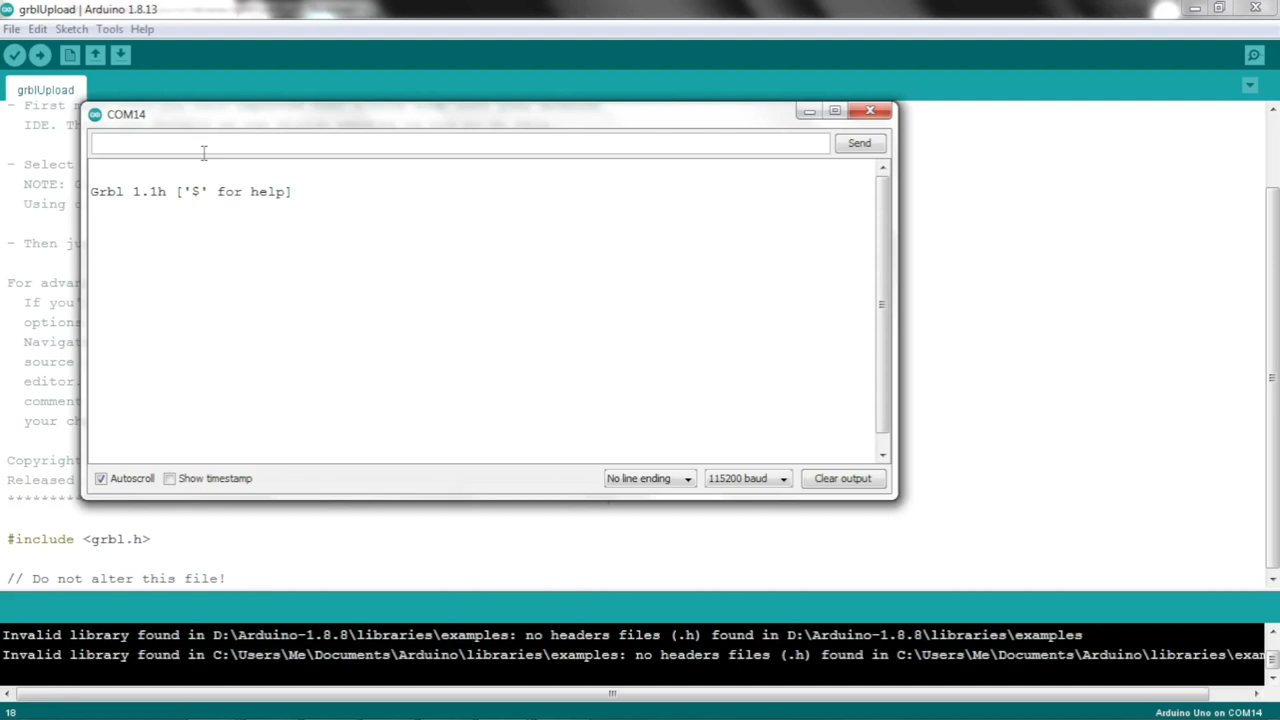 grblUpload | Arduino 1.8.13
File Edit Sketch Tools Help
grblUpload
- First
IDE.
- Select
NOTE:
Using
- Then
For
If
options
Navigat
source
editor.
comment
your
Copyright
Released
COM14
Send
Grbl 1.1h ['$' for help]
Autoscroll Show timestamp No line ending 115200 baud Clear output
#include <grbl.h>
// Do not alter this file!
Invalid library found in D:\Arduino-1.8.8\libraries\examples: no headers files (.h) found in D:\Arduino-1.8.8\libraries\examples
Invalid library found in C:\Users\Me\Documents\Arduino\libraries\examples: no headers files (.h) found in C:\Users\Me\Documents\Arduino\libraries\exam
18 Arduino Uno on COM14